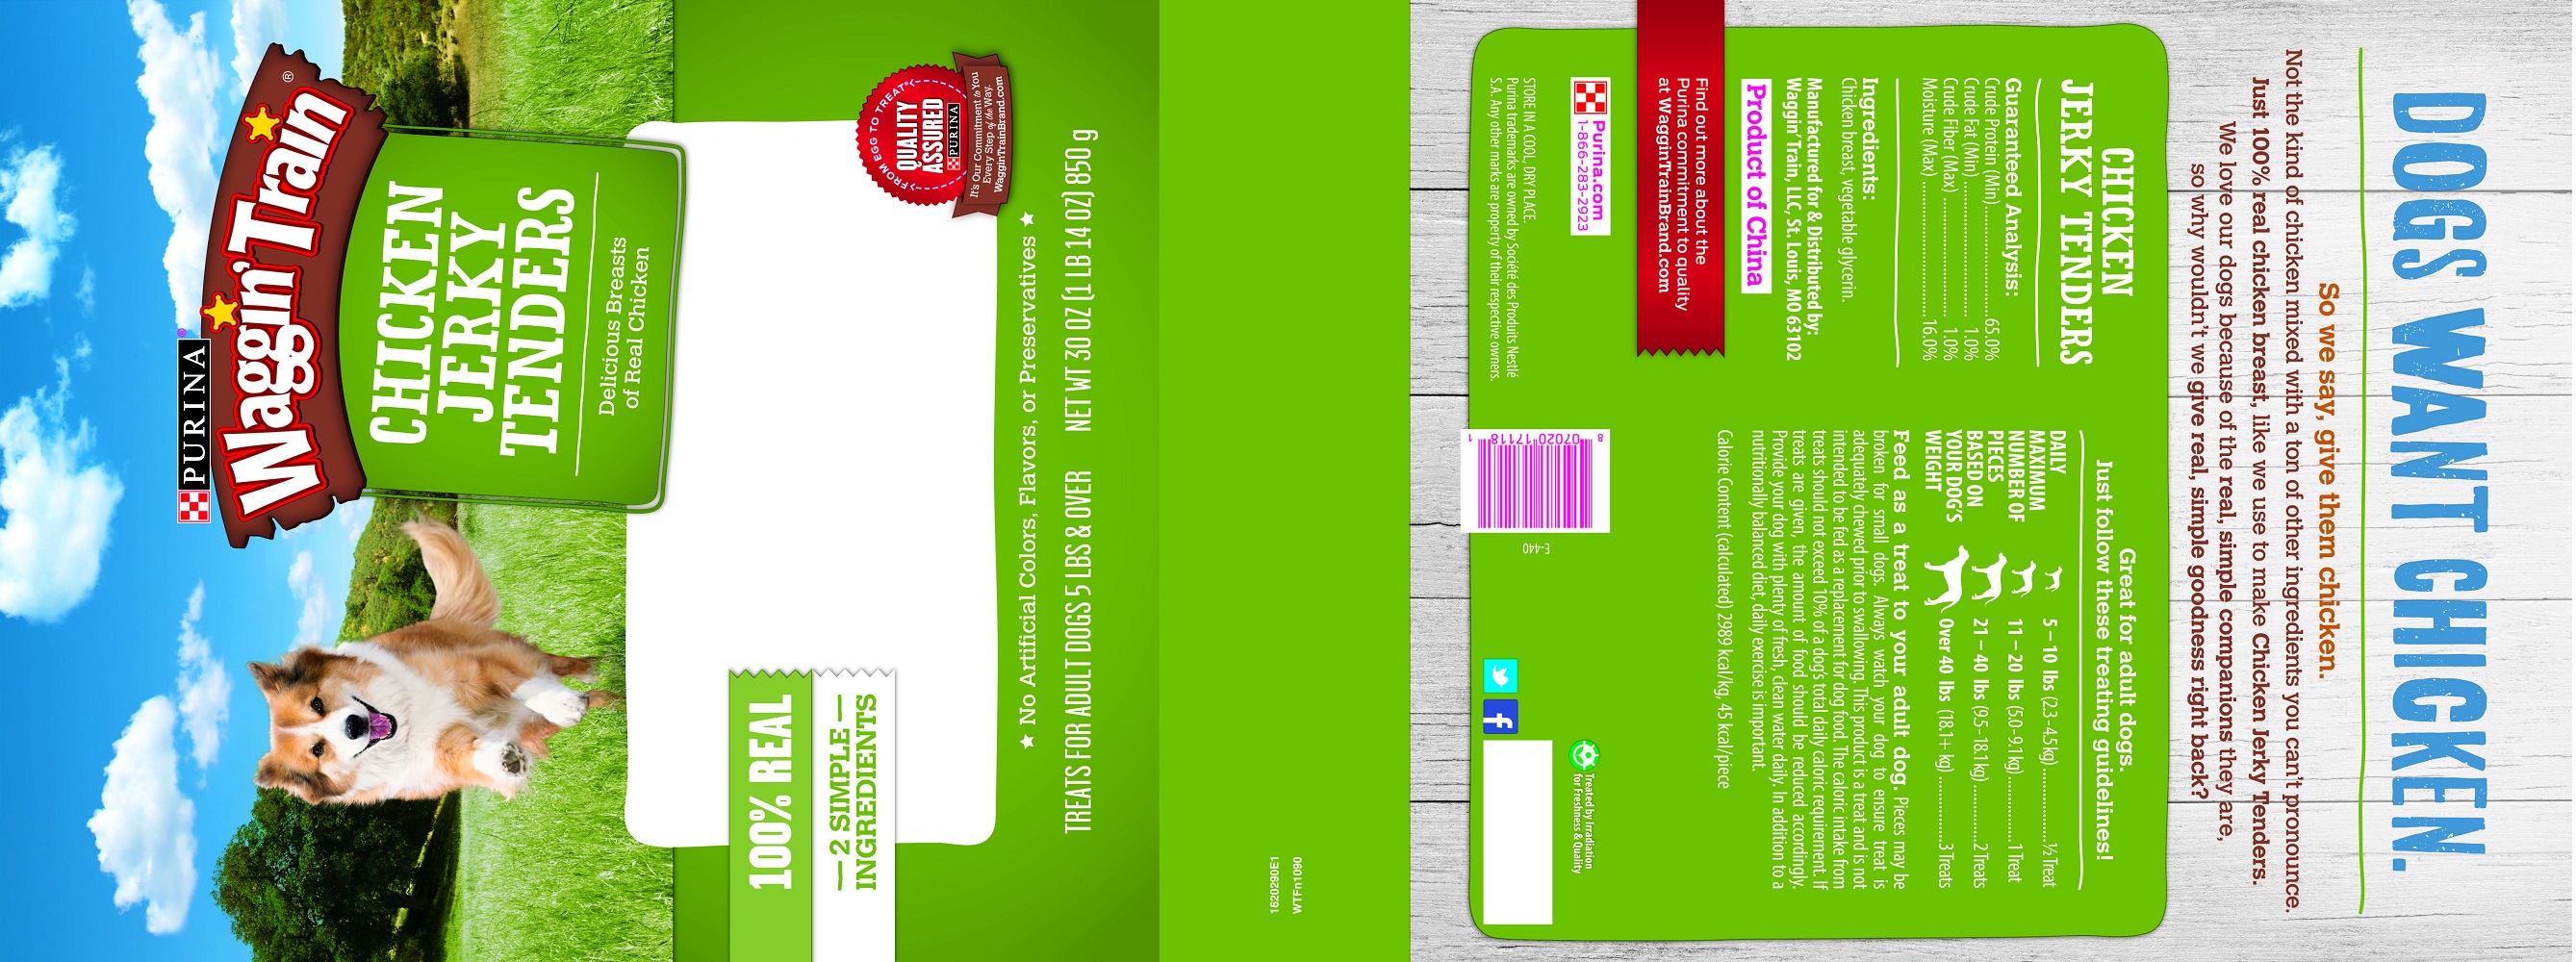 PURINA®
Waggin' Train®
CHICKEN
JERKY
TENDERS
Delicious Breasts
of Real Chicken
FROM EGG TO TREAT
QUALITY
ASSURED
PURINA
It's Our Commitment to You
Every Step of the Way.
WagginTrainBrand.com
100% REAL
2 SIMPLE
INGREDIENTS
★ No Artificial Colors, Flavors, or Preservatives ★
TREATS FOR ADULT DOGS 5 LBS & OVER NET WT 30 OZ (1 LB 14 OZ) 850 g
1620290E1
WTFn1090
DOGS WANT CHICKEN.
So we say, give them chicken.
Not the kind of chicken mixed with a ton of other ingredients you can't pronounce.
Just 100% real chicken breast, like we use to make Chicken Jerky Tenders.
We love our dogs because of the real, simple companions they are,
so why wouldn't we give real, simple goodness right back?
CHICKEN
JERKY TENDERS
Guaranteed Analysis:
Crude Protein (Min) 65.0%
Crude Fat (Min) 1.0%
Crude Fiber (Max) 1.0%
Moisture (Max) 16.0%
Ingredients:
Chicken breast, vegetable glycerin.
Manufactured for & Distributed by:
Waggin' Train, LLC, St. Louis, MO 63102
Product of China
Find out more about the
Purina commitment to quality
at WagginTrainBrand.com
Purina.com
1-866-283-2923
STORE IN A COOL, DRY PLACE.
Purina trademarks are owned by Société des Produits Nestlé
S.A. Any other marks are property of their respective owners.
Great for adult dogs.
Just follow these treating guidelines!
DAILY
MAXIMUM
NUMBER OF
PIECES
BASED ON
YOUR DOG'S
WEIGHT
5 – 10 lbs (2.3 - 4.5kg) ½ Treat
11 – 20 lbs (5.0 - 9.1kg) 1 Treat
21 – 40 lbs (9.5 - 18.1kg) 2 Treats
Over 40 lbs (18.1+ kg) 3 Treats
Feed as a treat to your adult dog. Pieces may be
broken for small dogs. Always watch your dog to ensure treat is
adequately chewed prior to swallowing. This product is a treat and is not
intended to be fed as a replacement for dog food. The caloric intake from
treats should not exceed 10% of a dog's total daily caloric requirement. If
treats are given, the amount of food should be reduced accordingly.
Provide your dog with plenty of fresh, clean water daily. In addition to a
nutritionally balanced diet, daily exercise is important.
Calorie Content (calculated) 2989 kcal/kg, 45 kcal/piece
8 07020 17118 1
E-440
Treated by Irradiation
for Freshness & Quality